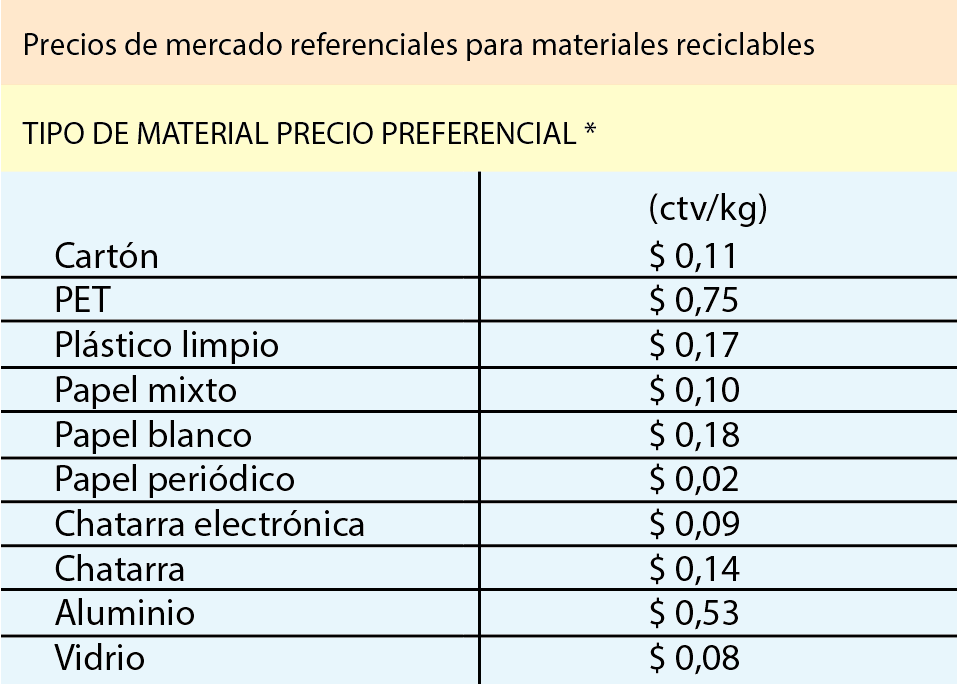 Precios de mercado referenciales para materiales reciclables
TIPO DE MATERIAL PRECIO PREFERENCIAL *
(ctv/kg)
Cartón $ 0,11
PET $ 0,75
Plástico limpio $ 0,17
Papel mixto $ 0,10
Papel blanco $ 0,18
Papel periódico $ 0,02
Chatarra electrónica $ 0,09
Chatarra $ 0,14
Aluminio $ 0,53
Vidrio $ 0,08